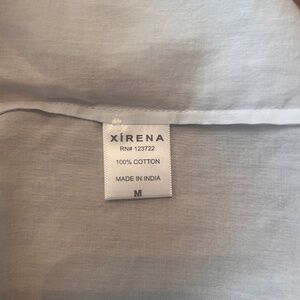 XÍRENA
RN# 123722
100% COTTON
MADE IN INDIA
M